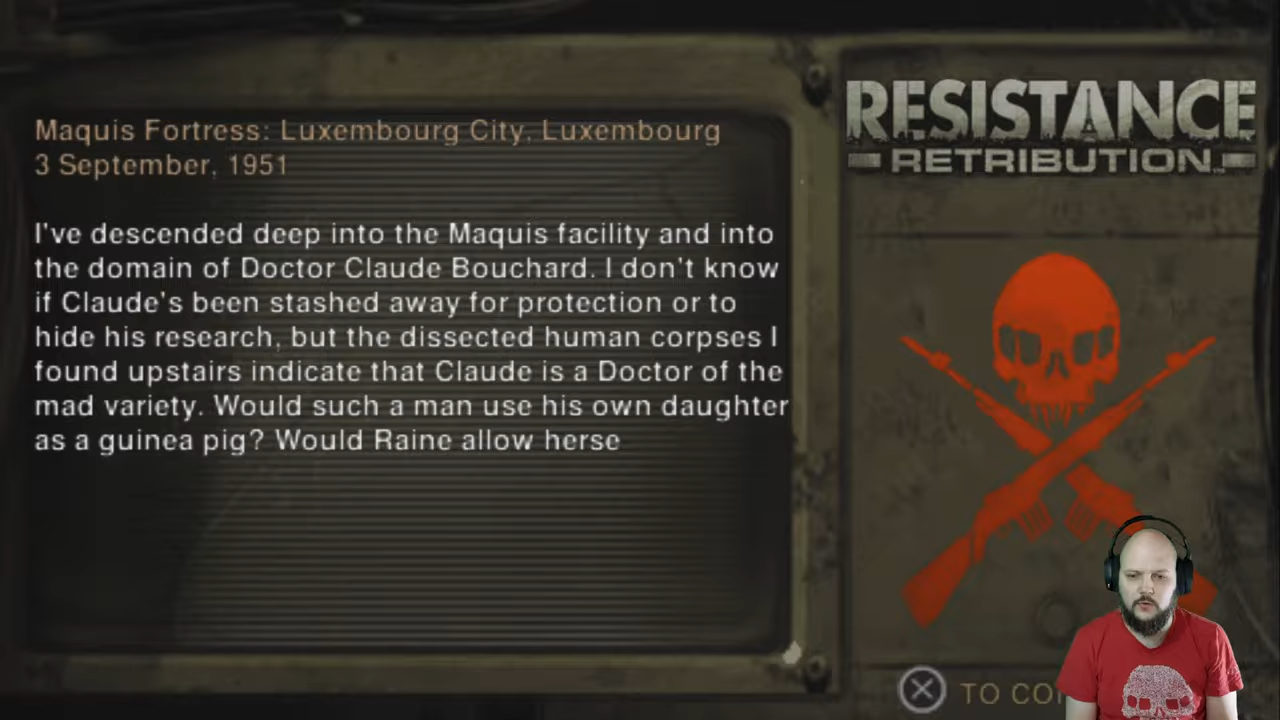 Maquis Fortress: Luxembourg City, Luxembourg
3 September, 1951
I've descended deep into the Maquis facility and into
the domain of Doctor Claude Bouchard. I don't know
if Claude's been stashed away for protection or to
hide his research, but the dissected human corpses I
found upstairs indicate that Claude is a Doctor of the
mad variety. Would such a man use his own daughter
as a guinea pig? Would Raine allow herse
RESISTANCE
RETRIBUTION™
TO CO